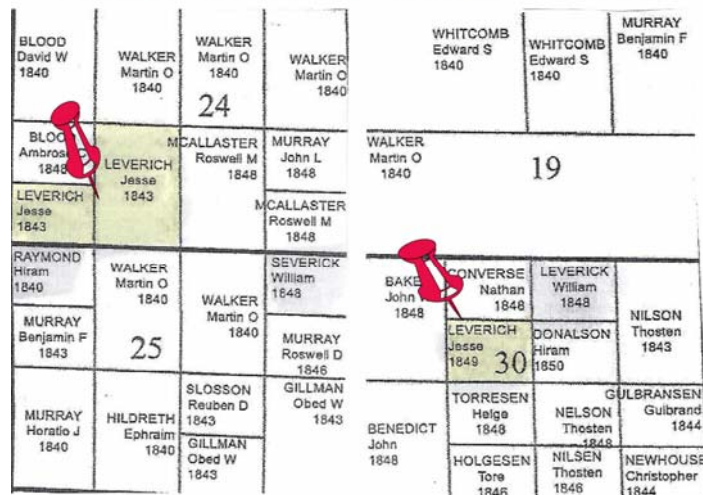 BLOOD
David W
1840
WALKER
Martin O
1840
WALKER
Martin O
1840
24
WALKER
Martin O
1840
Ambrose
1848
LEVERICH
Jesse
1843
LEVERICH
Jesse
1843
MCALLASTER
Roswell M
1848
MURRAY
John L
1848
MCALLASTER
Roswell M
1848
RAYMOND
Hiram
1840
MURRAY
Benjamin F
1843
WALKER
Martin O
1840
25
WALKER
Martin O
1840
SEVERICK
William
1848
MURRAY
Roswell D
1846
MURRAY
Horatio J
1840
HILDRETH
Ephraim
1840
SLOSSON
Reuben D
1843
GILLMAN
Obed W
1843
GILLMAN
Obed W
1843
WHITCOMB
Edward S
1840
WHITCOMB
Edward S
1840
MURRAY
Benjamin F
1840
WALKER
Martin O
1840
19
BAKE
John
1848
CONVERSE
Nathan
1848
LEVERICK
William
1848
NILSON
Thosten
1843
LEVERICH
Jesse
1849
30
DONALSON
Hiram
1850
BENEDICT
John
1848
TORRESEN
Helge
1848
NELSON
Thosten
1848
GULBRANSEN
Gulbrand
1844
HOLGESEN
Tore
1846
NILSEN
Thosten
1846
NEWHOUSE
Christopher
1844